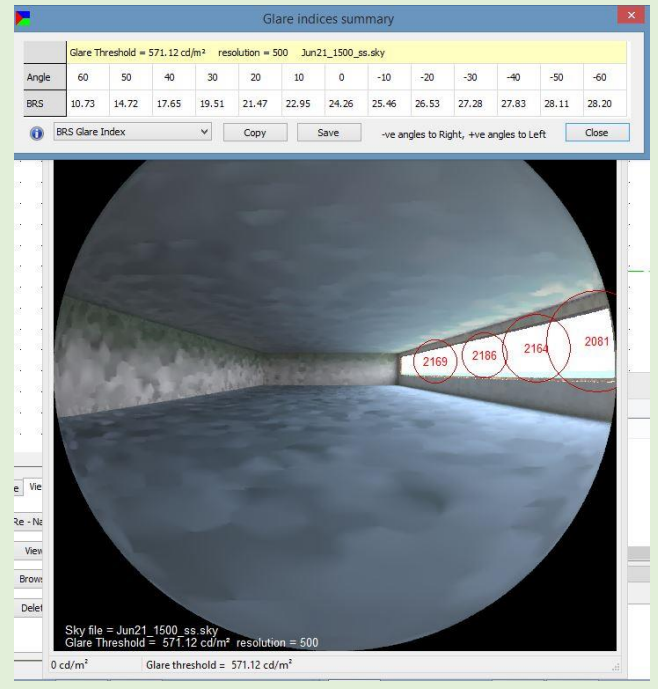 Glare indices summary
Glare Threshold = 571.12 cd/m² resolution = 500 Jun21_1500_ss.sky
Angle 60 50 40 30 20 10 0 -10 -20 -30 -40 -50 -60
BRS 10.73 14.72 17.65 19.51 21.47 22.95 24.26 25.46 26.53 27.28 27.83 28.11 28.20
BRS Glare Index Copy Save -ve angles to Right, +ve angles to Left Close
2169 2186 2164 2081
Vie
Re - Na
View
Brows
Delet
Sky file = Jun21_1500_ss.sky
Glare Threshold = 571.12 cd/m² resolution = 500
0 cd/m² Glare threshold = 571.12 cd/m²